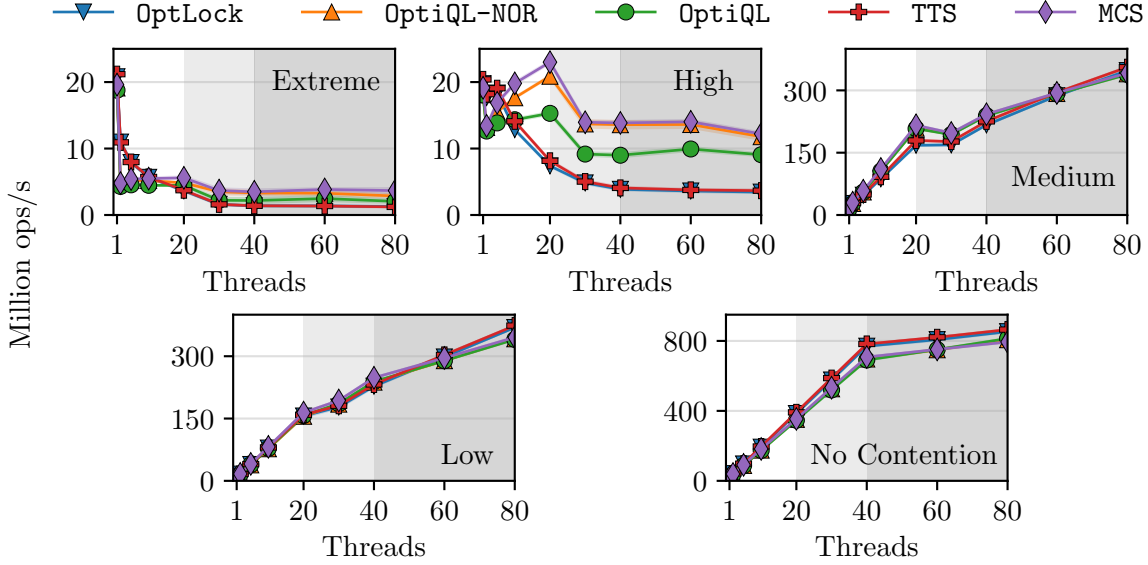 OptLock OptiQL-NOR OptiQL TTS MCS
Million ops/s
Extreme
20
10
0
1 20 40 60 80
Threads
High
20
10
0
1 20 40 60 80
Threads
Medium
300
150
0
1 20 40 60 80
Threads
Low
300
150
0
1 20 40 60 80
Threads
No Contention
800
400
0
1 20 40 60 80
Threads